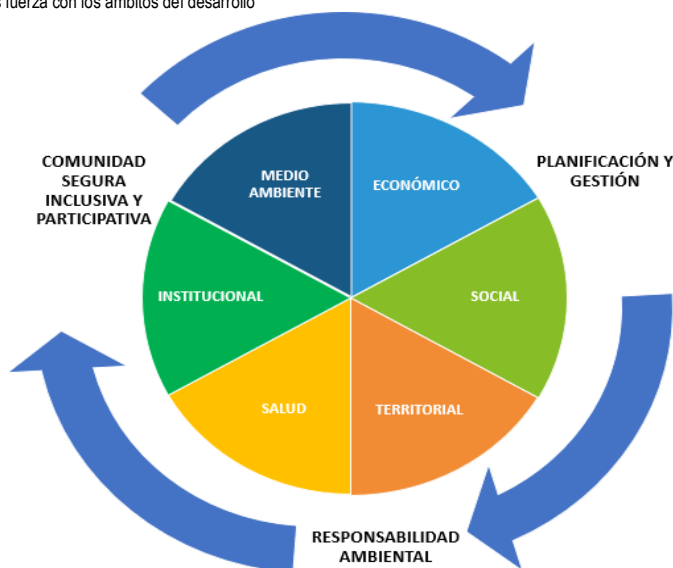 fuerza con los ámbitos del desarrollo
COMUNIDAD
SEGURA
INCLUSIVA Y
PARTICIPATIVA
MEDIO
AMBIENTE
ECONÓMICO
PLANIFICACIÓN Y
GESTIÓN
INSTITUCIONAL
SOCIAL
SALUD
TERRITORIAL
RESPONSABILIDAD
AMBIENTAL